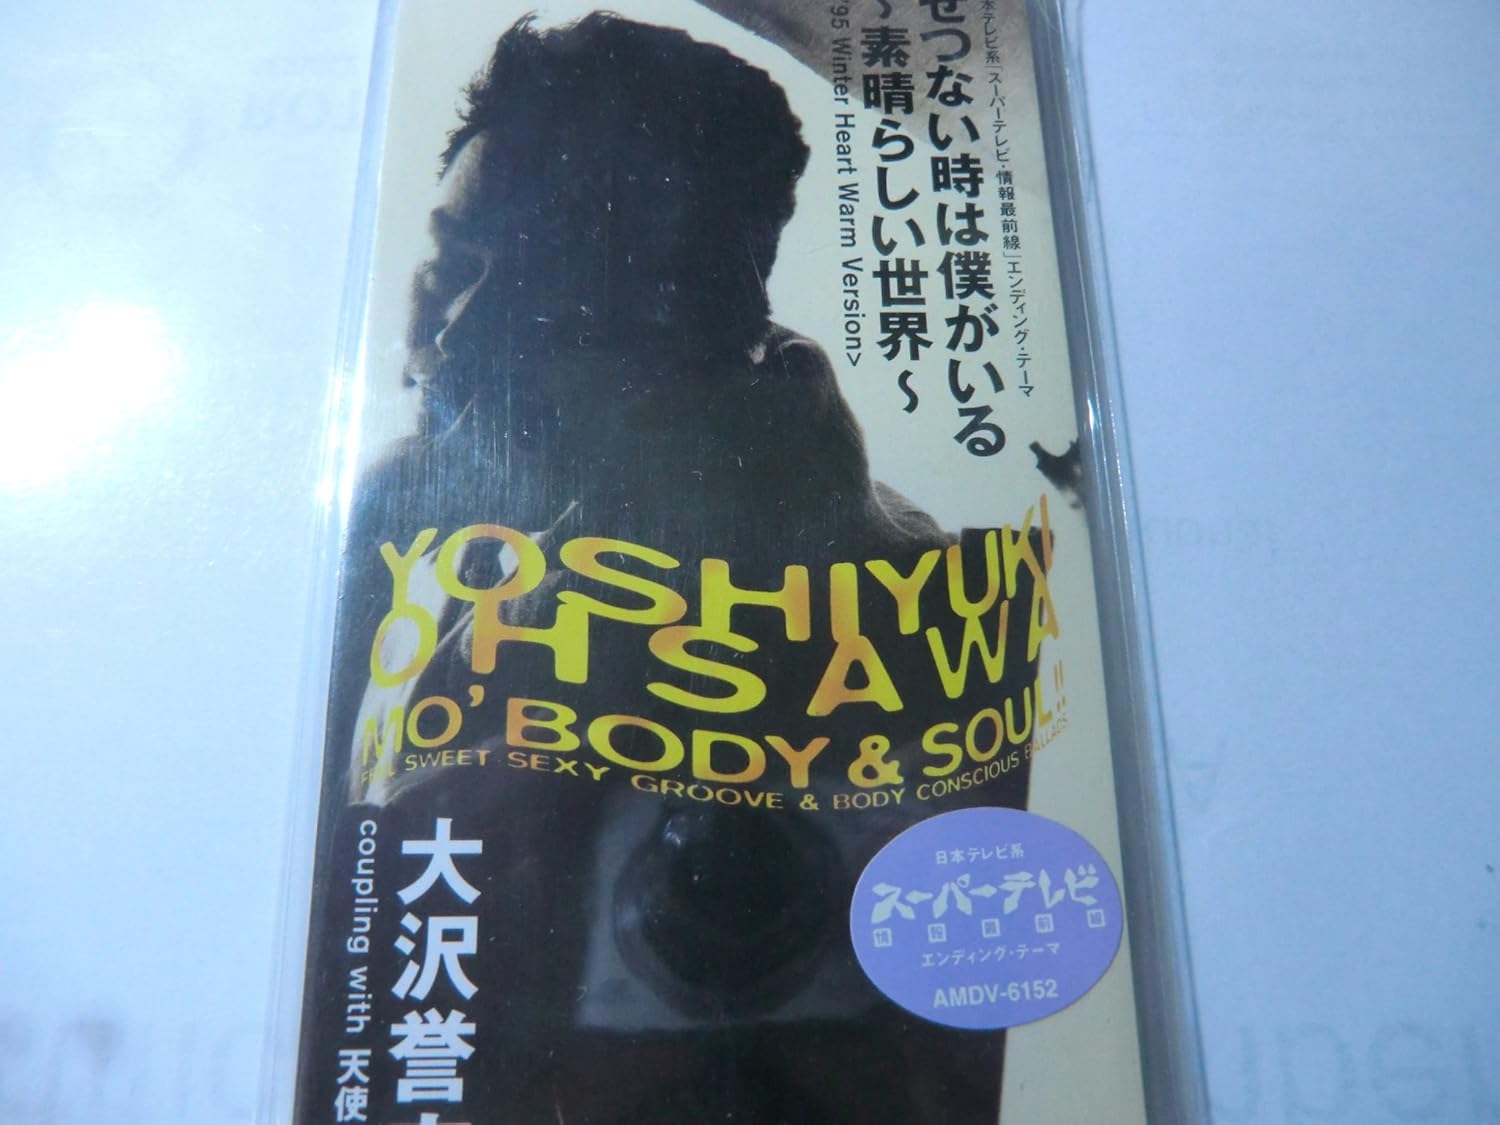 本テレビ系「スーパーテレビ・情報最前線」エンディング・テーマ
せつない時は僕がいる
〜素晴らしい世界〜
'95 Winter Heart Warm Version>
YOSHIYUKI
OHSAWA
MO' BODY & SOUL!!
FEEL SWEET SEXY GROOVE & BODY CONSCIOUS BALLADS
大沢誉
coupling with 天使
日本テレビ系
スーパーテレビ
情報最前線
エンディング・テーマ
AMDV-6152